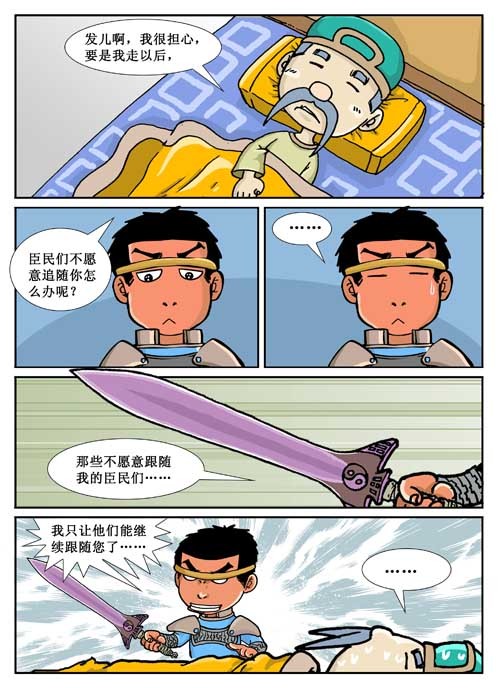 发儿啊，我很担心，
要是我走以后，
臣民们不愿
意追随你怎
么办呢？
……
那些不愿意跟随
我的臣民们……
我只让他们能继
续跟随您了……
……